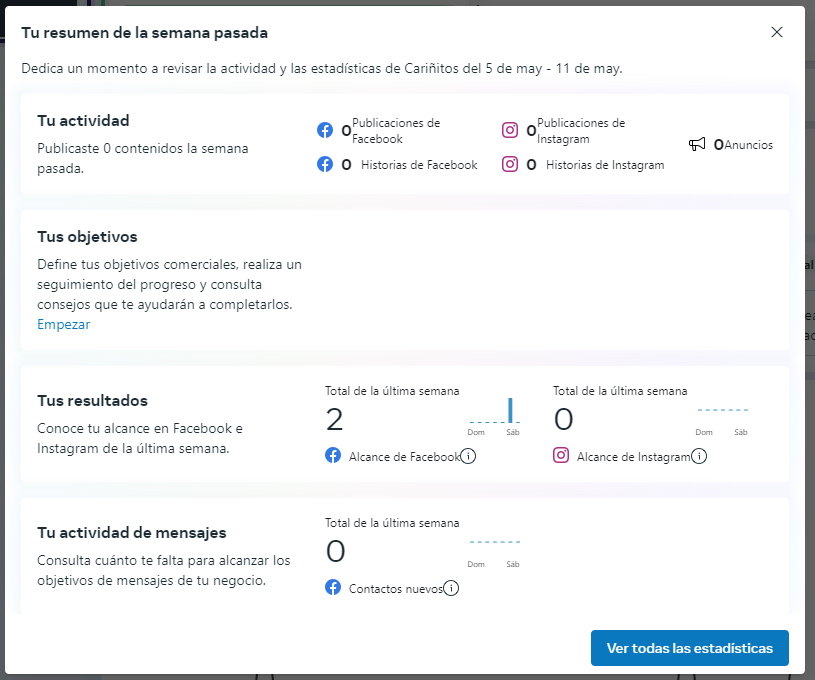 Tu resumen de la semana pasada
Dedica un momento a revisar la actividad y las estadísticas de Cariñitos del 5 de may - 11 de may.
Tu actividad
Publicaste 0 contenidos la semana
pasada.
0 Publicaciones de
Facebook
0 Publicaciones de
Instagram
0 Historias de Facebook
0 Historias de Instagram
0 Anuncios
Tus objetivos
Define tus objetivos comerciales, realiza un
seguimiento del progreso y consulta
consejos que te ayudarán a completarlos.
Empezar
Tus resultados
Conoce tu alcance en Facebook e
Instagram de la última semana.
Total de la última semana
2
Dom Sáb
Alcance de Facebook
Total de la última semana
0
Dom Sáb
Alcance de Instagram
Tu actividad de mensajes
Consulta cuánto te falta para alcanzar los
objetivos de mensajes de tu negocio.
Total de la última semana
0
Dom Sáb
Contactos nuevos
Ver todas las estadísticas